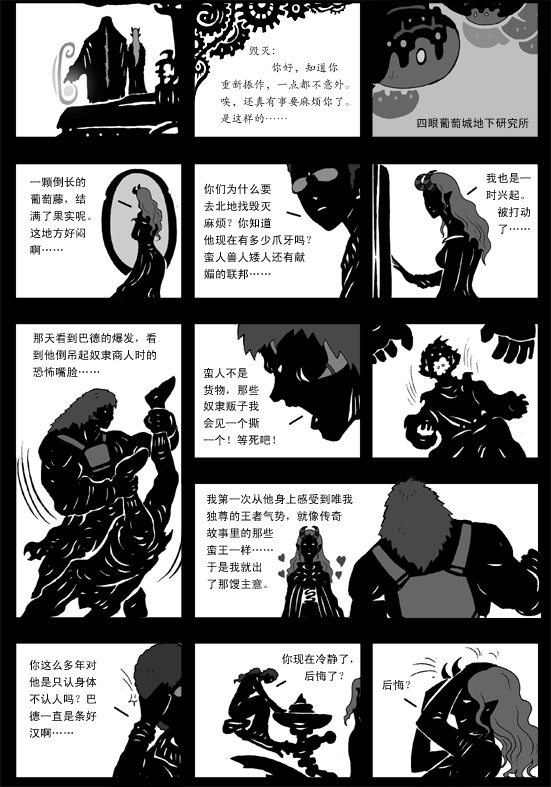 毁灭:
你好，知道你
重新振作，一点都不意外。
唉，还真有事要麻烦你了。
是这样的……
四眼葡萄城地下研究所
一颗倒长的
葡萄藤，结
满了果实呢。
这地方好闷
啊……
你们为什么要
去北地找毁灭
麻烦？你知道
他现在有多少爪牙吗？
蛮人兽人矮人还有献
媚的联邦……
我也是一
时兴起。
被打动
了……
那天看到巴德的爆发，看
到他倒吊起奴隶商人时的
恐怖嘴脸……
蛮人不是
货物，那些
奴隶贩子我
会见一个撕
一个！等死吧！
我第一次从他身上感受到唯我
独尊的王者气势，就像传奇
故事里的那些
蛮王一样……
于是我就出
了那馊主意。
你这么多年对
他是只认身体
不认人吗？巴
德一直是条好
汉啊……
你现在冷静了，
后悔了？
后悔？